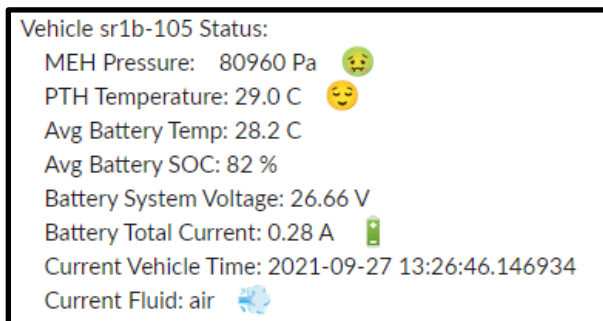 Vehicle sr1b-105 Status:
MEH Pressure: 80960 Pa 🤢
PTH Temperature: 29.0 C 😌
Avg Battery Temp: 28.2 C
Avg Battery SOC: 82 %
Battery System Voltage: 26.66 V
Battery Total Current: 0.28 A 🔋
Current Vehicle Time: 2021-09-27 13:26:46.146934
Current Fluid: air 💨